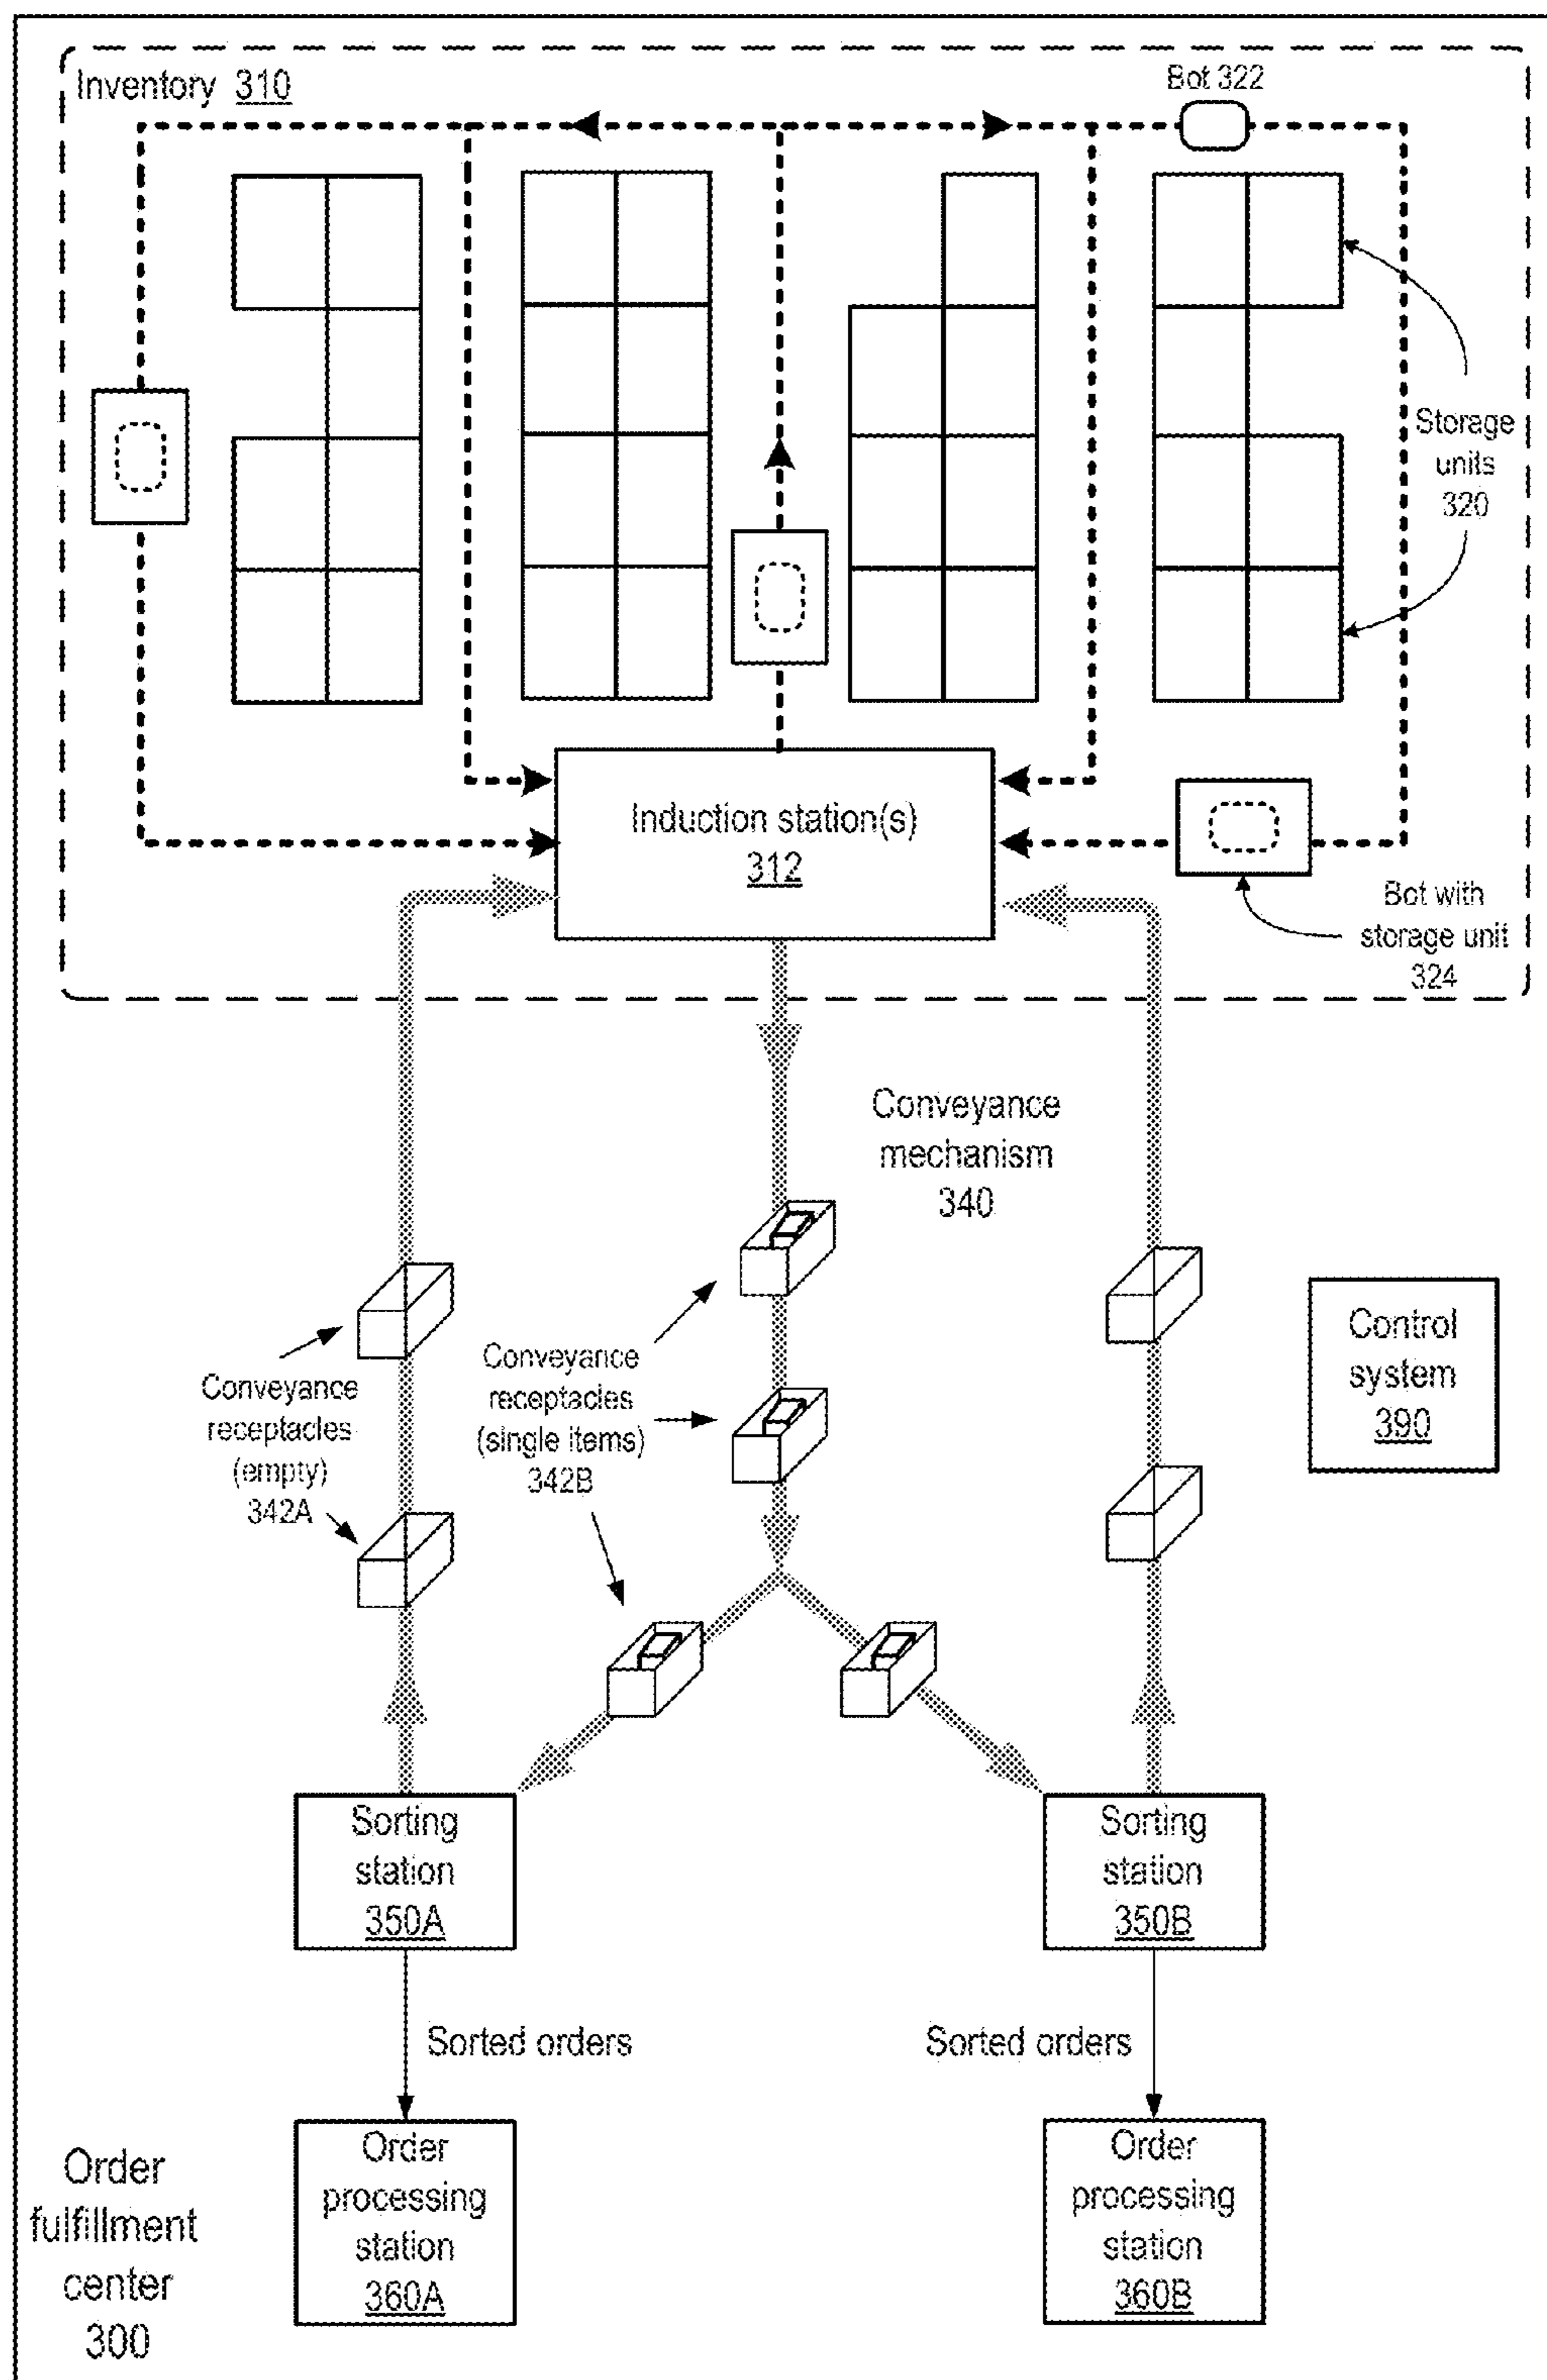 Inventory 310
Bot 322
Storage
units
320
Induction station(s)
312
Bot with
storage unit
324
Conveyance
mechanism
340
Conveyance
receptacles
(empty)
342A
Conveyance
receptacles
(single items)
342B
Control
system
390
Sorting
station
350A
Sorting
station
350B
Sorted orders
Sorted orders
Order
processing
station
360A
Order
processing
station
360B
Order
fulfillment
center
300